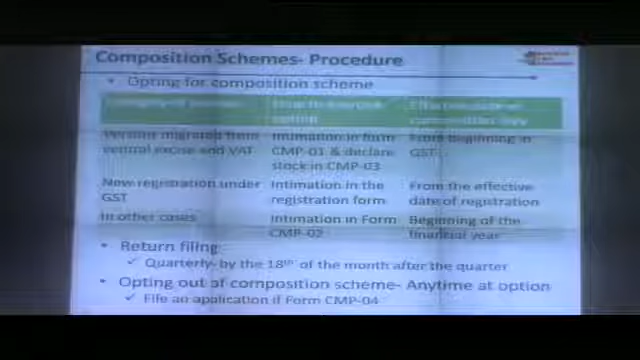 Composition Schemes- Procedure
• Opting for composition scheme
option
composition levy
migrated from
central excise and VAT
Intimation in form
CMP-01 & declare
stock in CMP-03
From beginning in
GST
New registration under
GST
Intimation in the
registration form
From the effective
date of registration
In other cases
Intimation in Form
CMP-02
Beginning of the
financial year
• Return filing
✓ Quarterly- by the 18th of the month after the quarter
• Opting out of composition scheme- Anytime at option
✓ File an application if Form CMP-04